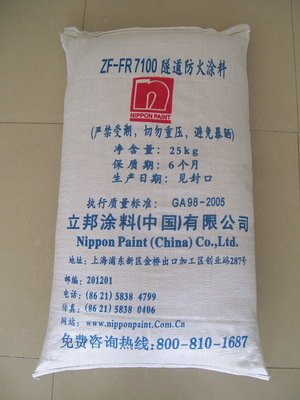 ZF-FR7100 隧道防火涂料
NIPPON PAINT
(严禁受潮,切勿重压,避免暴晒)
净含量:25kg
保质期:6个月
生产日期:见封口
执行质量标准:GA98-2005
立邦涂料(中国)有限公司
Nippon Paint (China) Co.,Ltd.
地址:上海浦东新区金桥出口加工区创业路287号
邮编:201201
电话:(86 21) 5838 4799
传真:(86 21) 5838 0406
网站:www.nipponpaint.Com.Cn
免费咨询热线:800-810-1687